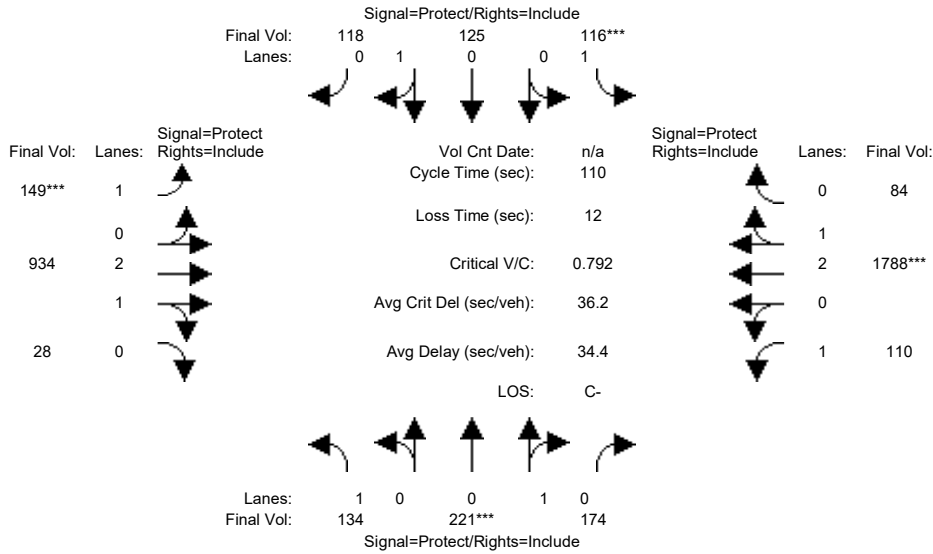 Signal=Protect/Rights=Include
Final Vol: 118 125 116***
Lanes: 0 1 0 0 1
Signal=Protect Signal=Protect
Final Vol: Lanes: Rights=Include Vol Cnt Date: n/a Rights=Include Lanes: Final Vol:
Cycle Time (sec): 110
149*** 1 0 84
Loss Time (sec): 12
0 1
934 2 Critical V/C: 0.792 2 1788***
1 Avg Crit Del (sec/veh): 36.2 0
28 0 Avg Delay (sec/veh): 34.4 1 110
LOS: C-
Lanes: 1 0 0 1 0
Final Vol: 134 221*** 174
Signal=Protect/Rights=Include